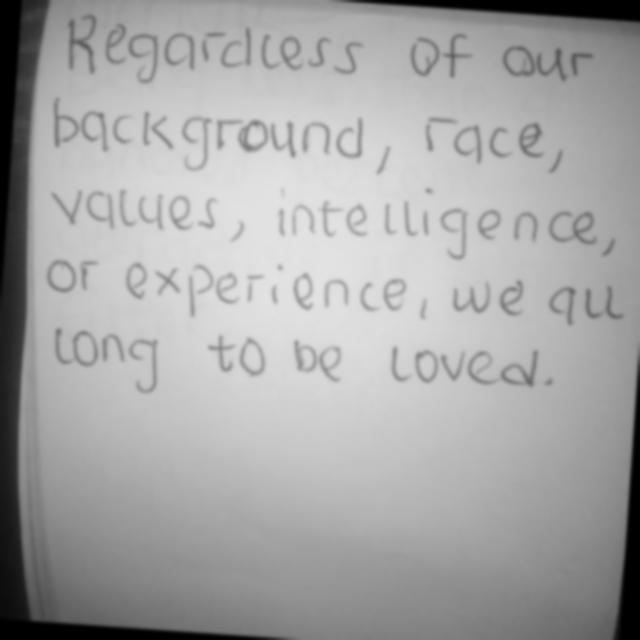 Regardless of our
background, race,
values, intelligence,
or experience, we all
long to be loved.